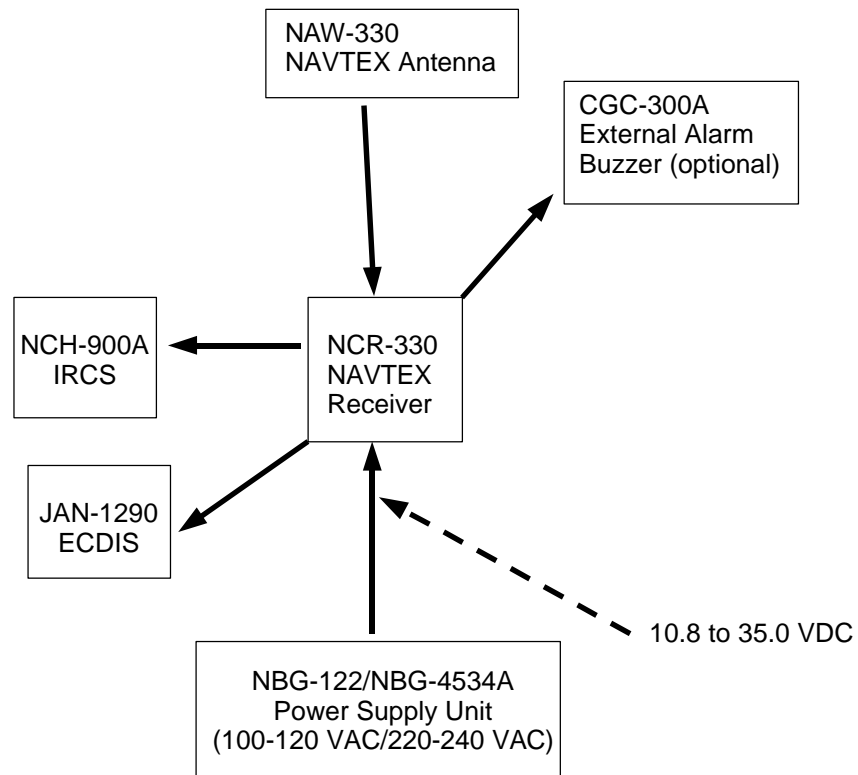 NAW-330
NAVTEX Antenna
CGC-300A
External Alarm
Buzzer (optional)
NCH-900A
IRCS
NCR-330
NAVTEX
Receiver
JAN-1290
ECDIS
10.8 to 35.0 VDC
NBG-122/NBG-4534A
Power Supply Unit
(100-120 VAC/220-240 VAC)